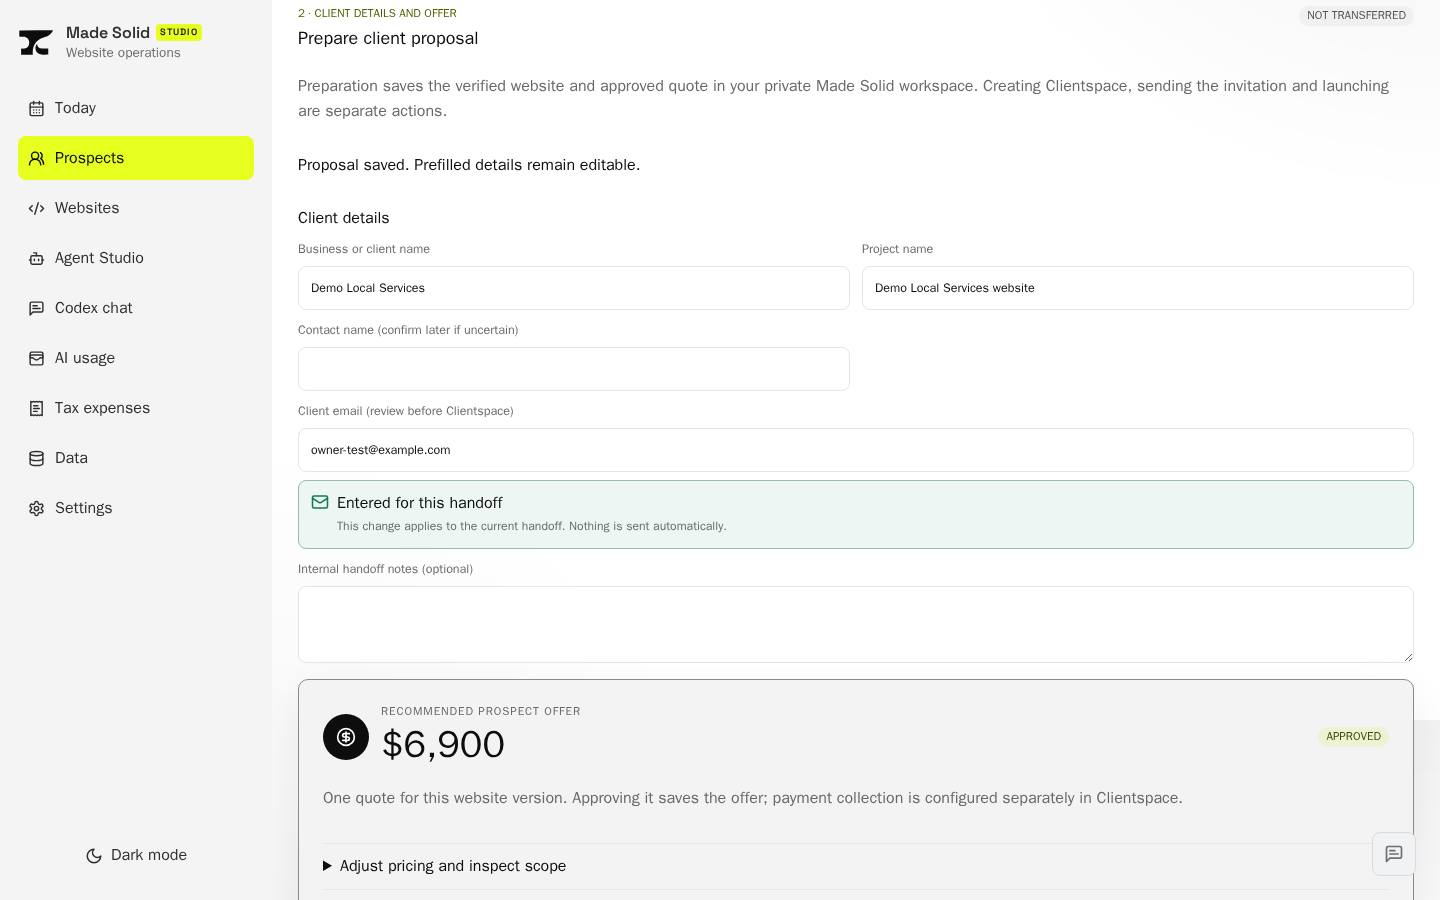 Made Solid STUDIO
Website operations
Today
Prospects
Websites
Agent Studio
Codex chat
AI usage
Tax expenses
Data
Settings
Dark mode
2 · CLIENT DETAILS AND OFFER
NOT TRANSFERRED
Prepare client proposal
Preparation saves the verified website and approved quote in your private Made Solid workspace. Creating Clientspace, sending the invitation and launching
are separate actions.
Proposal saved. Prefilled details remain editable.
Client details
Business or client name
Project name
Demo Local Services
Demo Local Services website
Contact name (confirm later if uncertain)
Client email (review before Clientspace)
owner-test@example.com
Entered for this handoff
This change applies to the current handoff. Nothing is sent automatically.
Internal handoff notes (optional)
RECOMMENDED PROSPECT OFFER
$6,900
APPROVED
One quote for this website version. Approving it saves the offer; payment collection is configured separately in Clientspace.
Adjust pricing and inspect scope